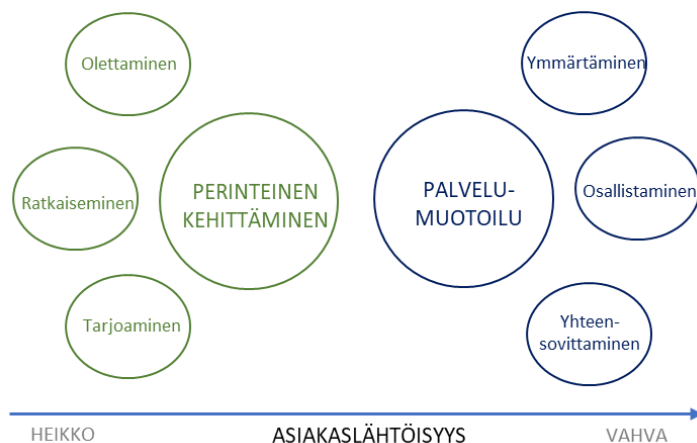 Olettaminen
Ratkaiseminen
Tarjoaminen
PERINTEINEN
KEHITTÄMINEN
PALVELU-
MUOTOILU
Ymmärtäminen
Osallistaminen
Yhteen-
sovittaminen
HEIKKO
ASIAKASLÄHTÖISYYS
VAHVA